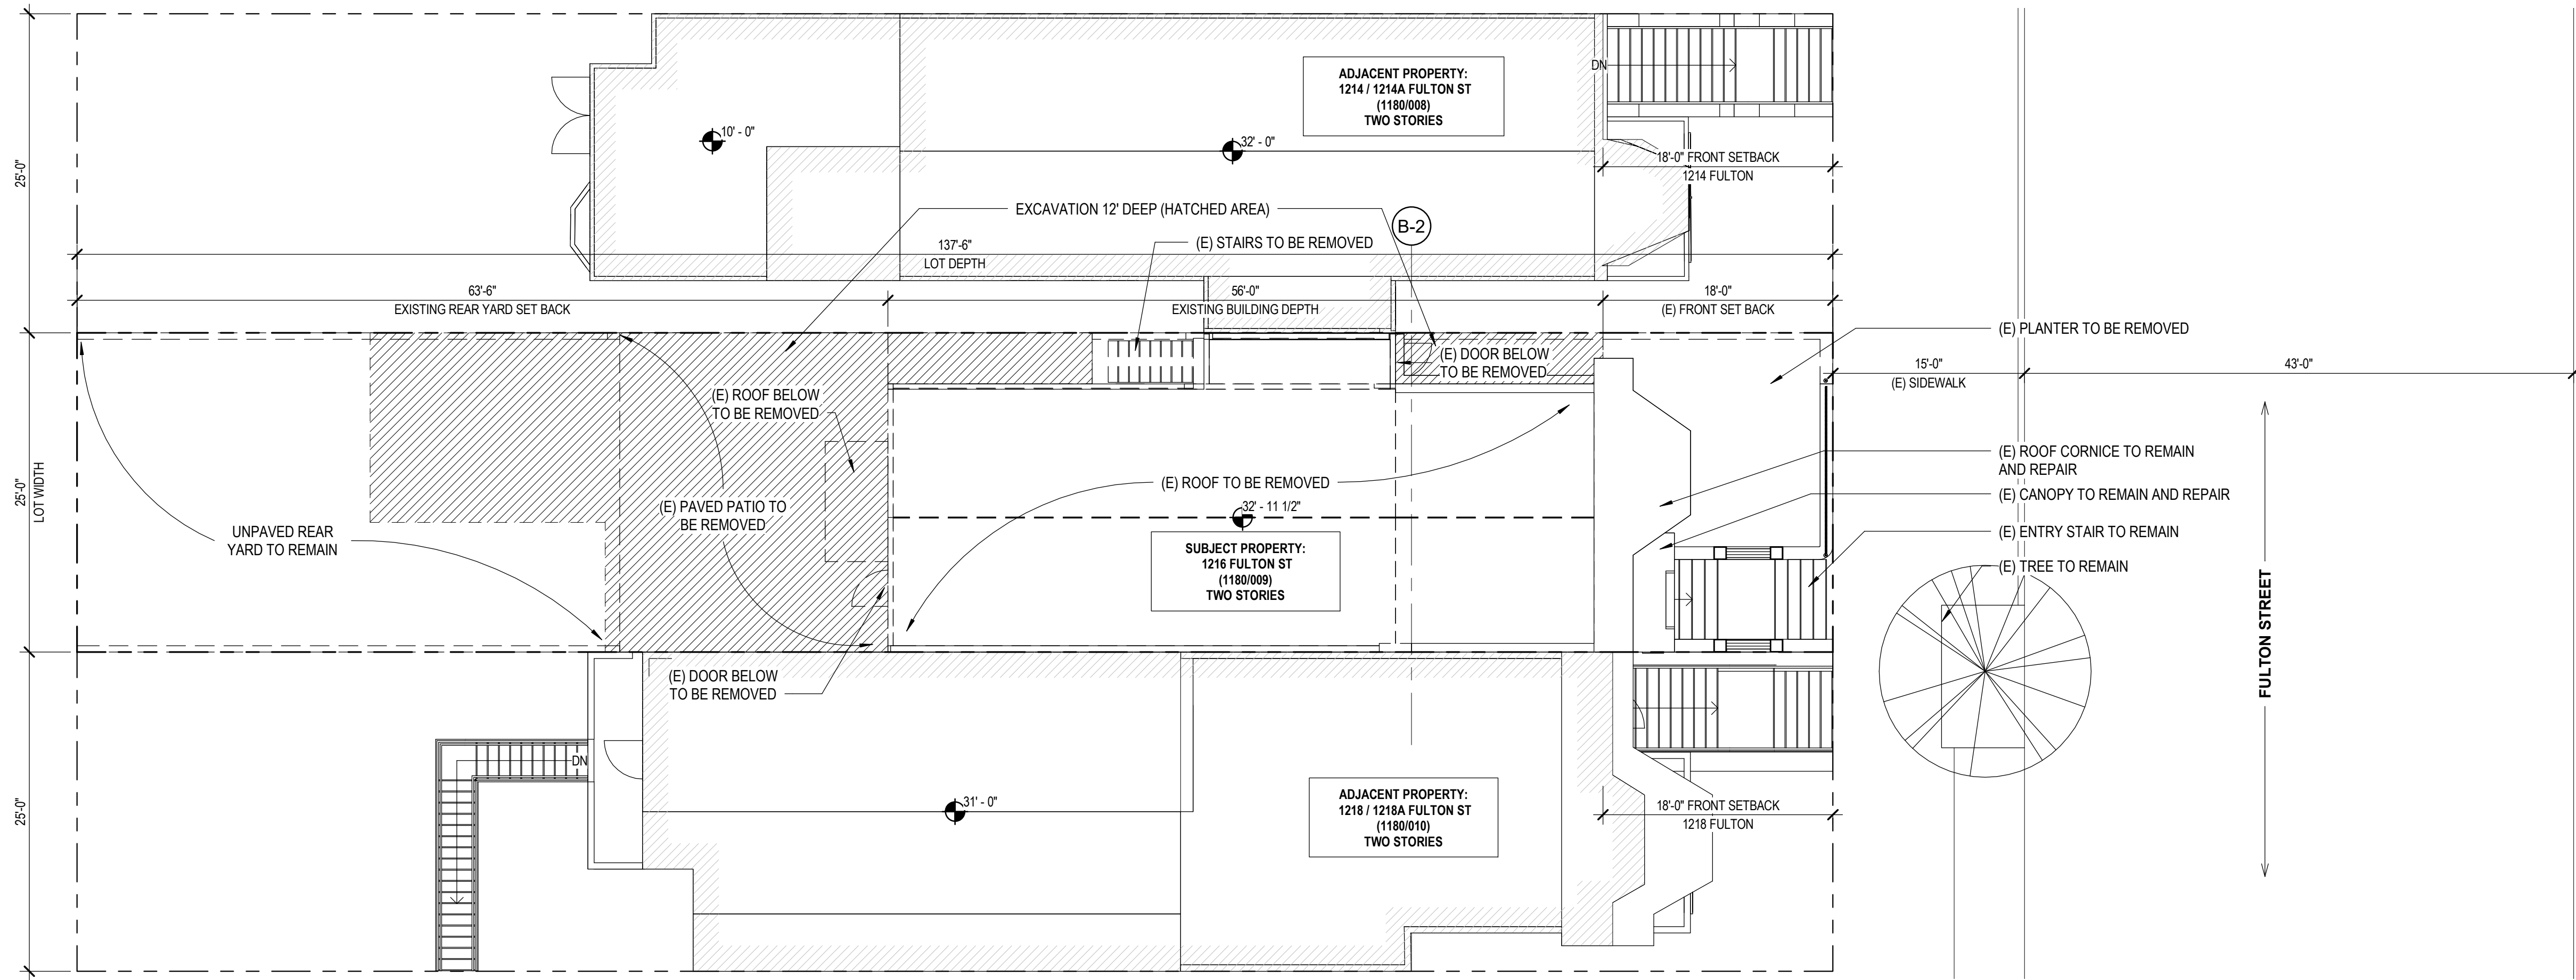 ADJACENT PROPERTY:
1214 / 1214A FULTON ST
(1180/008)
TWO STORIES
DN
10' - 0"
32' - 0"
25'-0"
18'-0" FRONT SETBACK
1214 FULTON
EXCAVATION 12' DEEP (HATCHED AREA)
B-2
(E) STAIRS TO BE REMOVED
137'-6"
LOT DEPTH
63'-6"
EXISTING REAR YARD SET BACK
56'-0"
EXISTING BUILDING DEPTH
18'-0"
(E) FRONT SET BACK
(E) PLANTER TO BE REMOVED
(E) DOOR BELOW
TO BE REMOVED
15'-0"
(E) SIDEWALK
43'-0"
(E) ROOF BELOW
TO BE REMOVED
(E) ROOF CORNICE TO REMAIN
AND REPAIR
(E) ROOF TO BE REMOVED
(E) CANOPY TO REMAIN AND REPAIR
25'-0"
LOT WIDTH
(E) PAVED PATIO TO
BE REMOVED
32' - 11 1/2"
UNPAVED REAR
YARD TO REMAIN
(E) ENTRY STAIR TO REMAIN
SUBJECT PROPERTY:
1216 FULTON ST
(1180/009)
TWO STORIES
(E) TREE TO REMAIN
FULTON STREET
(E) DOOR BELOW
TO BE REMOVED
DN
31' - 0"
25'-0"
ADJACENT PROPERTY:
1218 / 1218A FULTON ST
(1180/010)
TWO STORIES
18'-0" FRONT SETBACK
1218 FULTON